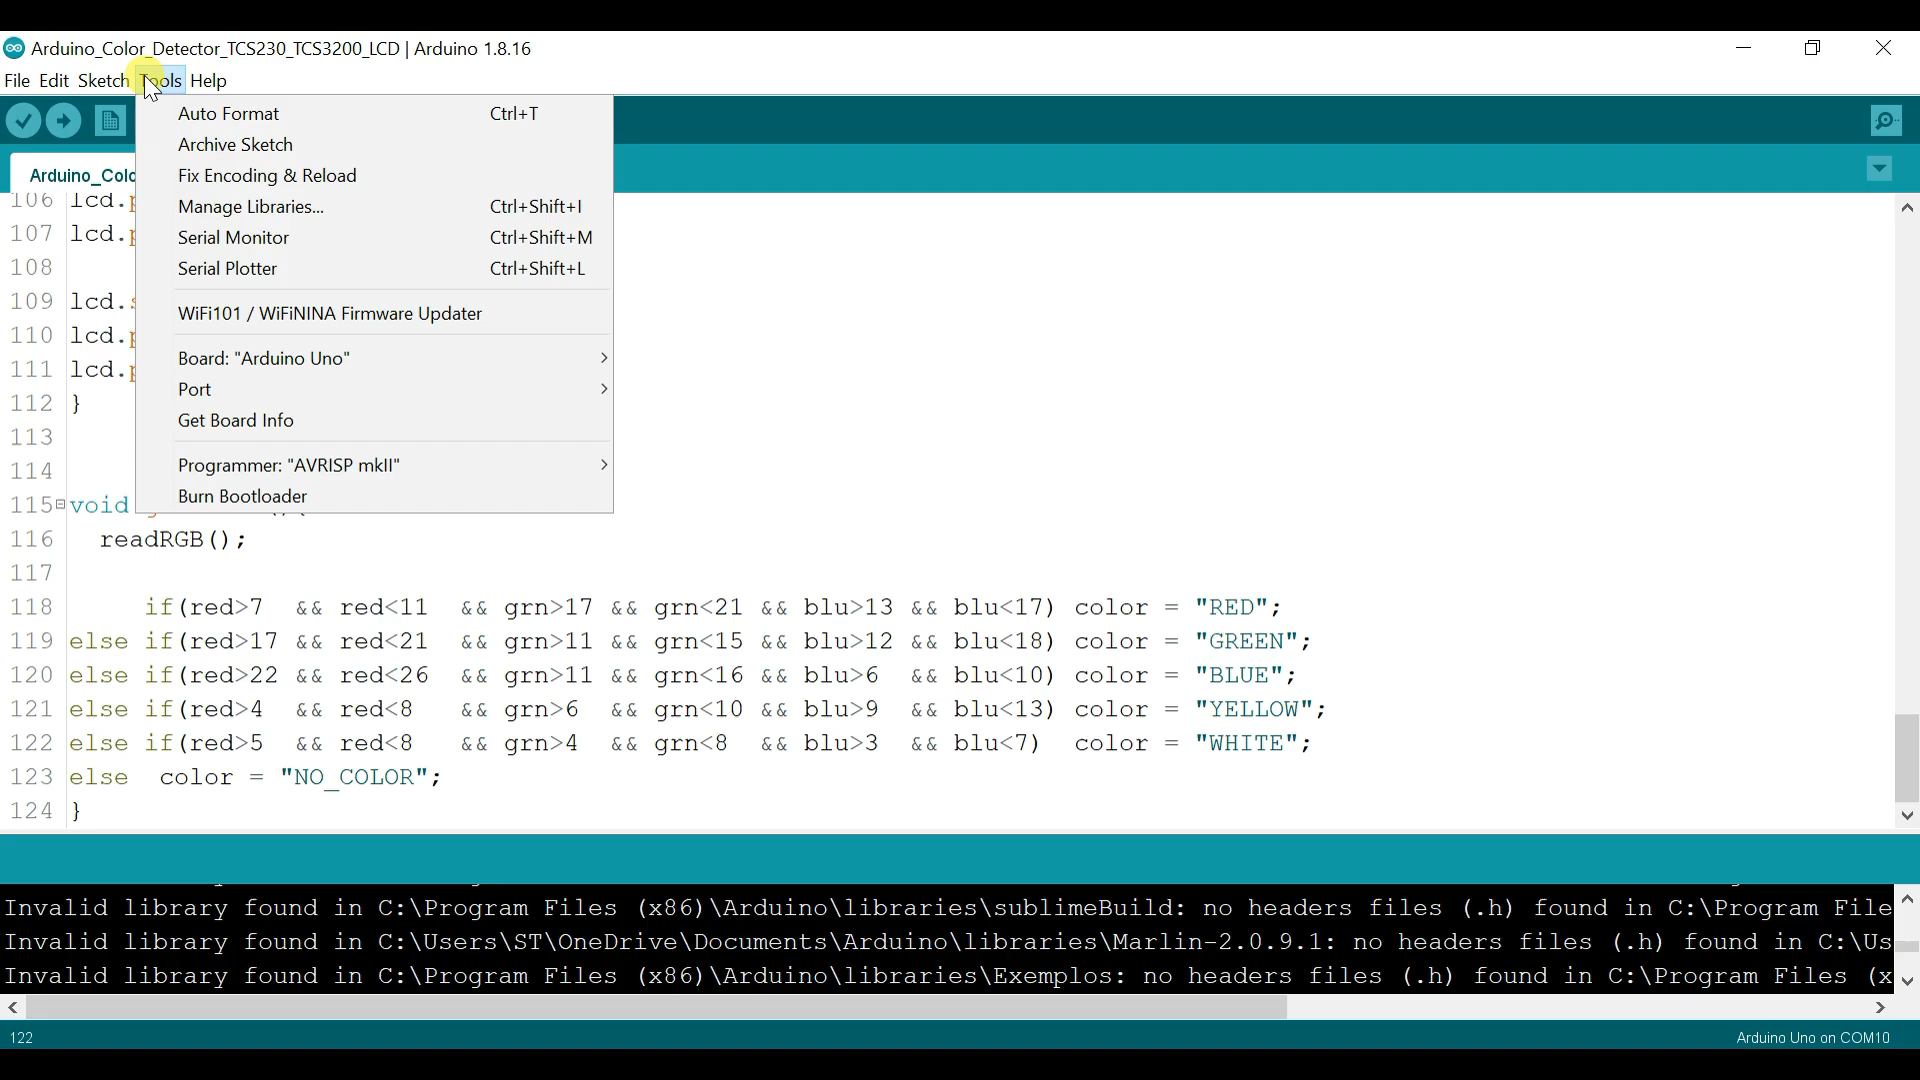 Arduino_Color_Detector_TCS230_TCS3200_LCD | Arduino 1.8.16
File Edit Sketch Tools Help
Auto Format Ctrl+T
Archive Sketch
Fix Encoding & Reload
Manage Libraries... Ctrl+Shift+I
Serial Monitor Ctrl+Shift+M
Serial Plotter Ctrl+Shift+L
WiFi101 / WiFiNINA Firmware Updater
Board: "Arduino Uno"
Port
Get Board Info
Programmer: "AVRISP mkII"
Burn Bootloader
Arduino_Colo
106 lcd.p
107 lcd.p
108
109 lcd.s
110 lcd.p
111 lcd.p
112 }
113
114
115 void
116 readRGB();
117
118 if(red>7 && red<11 && grn>17 && grn<21 && blu>13 && blu<17) color = "RED";
119 else if(red>17 && red<21 && grn>11 && grn<15 && blu>12 && blu<18) color = "GREEN";
120 else if(red>22 && red<26 && grn>11 && grn<16 && blu>6 && blu<10) color = "BLUE";
121 else if(red>4 && red<8 && grn>6 && grn<10 && blu>9 && blu<13) color = "YELLOW";
122 else if(red>5 && red<8 && grn>4 && grn<8 && blu>3 && blu<7) color = "WHITE";
123 else color = "NO_COLOR";
124 }
Invalid library found in C:\Program Files (x86)\Arduino\libraries\sublimeBuild: no headers files (.h) found in C:\Program File
Invalid library found in C:\Users\ST\OneDrive\Documents\Arduino\libraries\Marlin-2.0.9.1: no headers files (.h) found in C:\Us
Invalid library found in C:\Program Files (x86)\Arduino\libraries\Exemplos: no headers files (.h) found in C:\Program Files (x
122
Arduino Uno on COM10